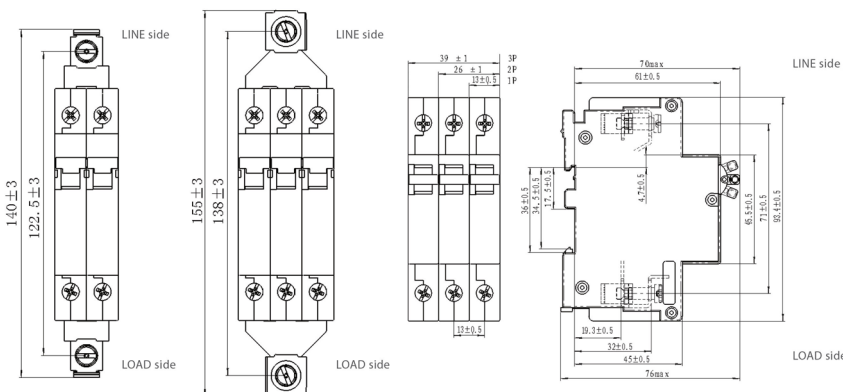 LINE side
140±3
122.5±3
LOAD side
LINE side
155±3
138±3
LOAD side
39 ±1
3P
26 ±1
2P
13±0.5
1P
13±0.5
LINE side
70max
61±0.5
36±0.5
34.5±0.5
17.5±0.5
4.7±0.5
45.5±0.5
71±0.5
93.4±0.5
19.3±0.5
32±0.5
45±0.5
76max
LOAD side